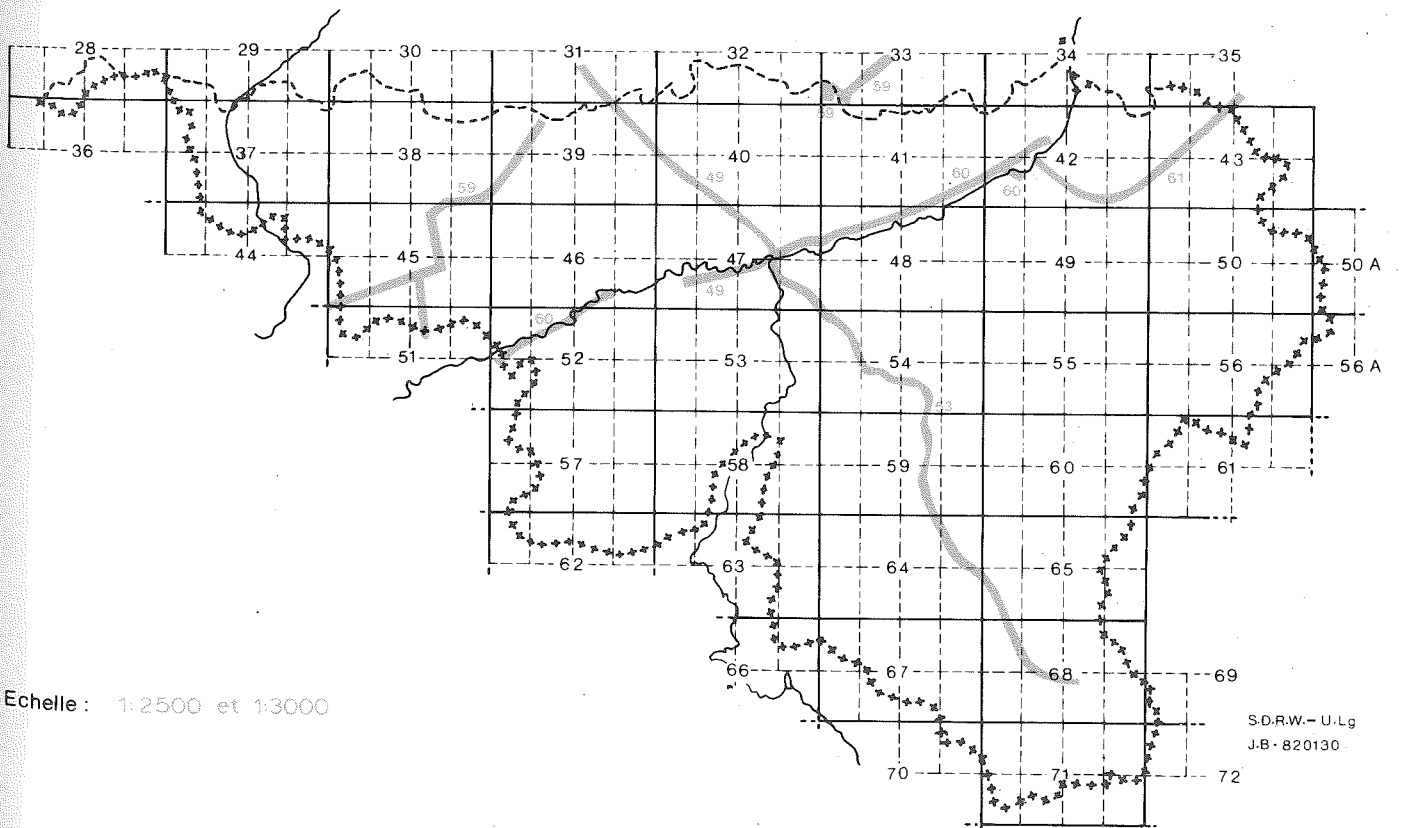 28 29 30 31 32 33 34 35
59
59
36 37 38 39 40 41 42 43
49 60 60 61
59
44 45 46 47 48 49 50 50 A
49
60
51 52 53 54 55 56 56 A
57 58 59 60 61
62 63 64 65
66 67 68 69
Echelle : 1:2500 et 1:3000
S.D.R.W. - U.Lg
J.B - 820130
70 71 72